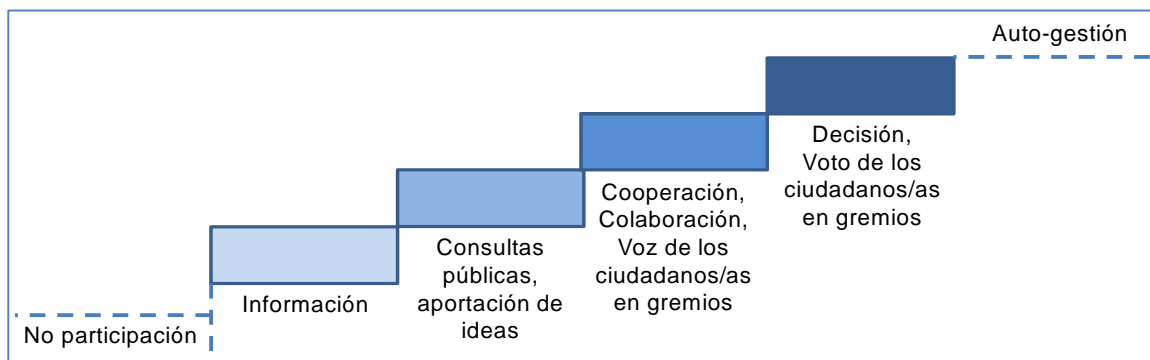 No participación
Información
Consultas
públicas,
aportación de
ideas
Cooperación,
Colaboración,
Voz de los
ciudadanos/as
en gremios
Decisión,
Voto de los
ciudadanos/as
en gremios
Auto-gestión